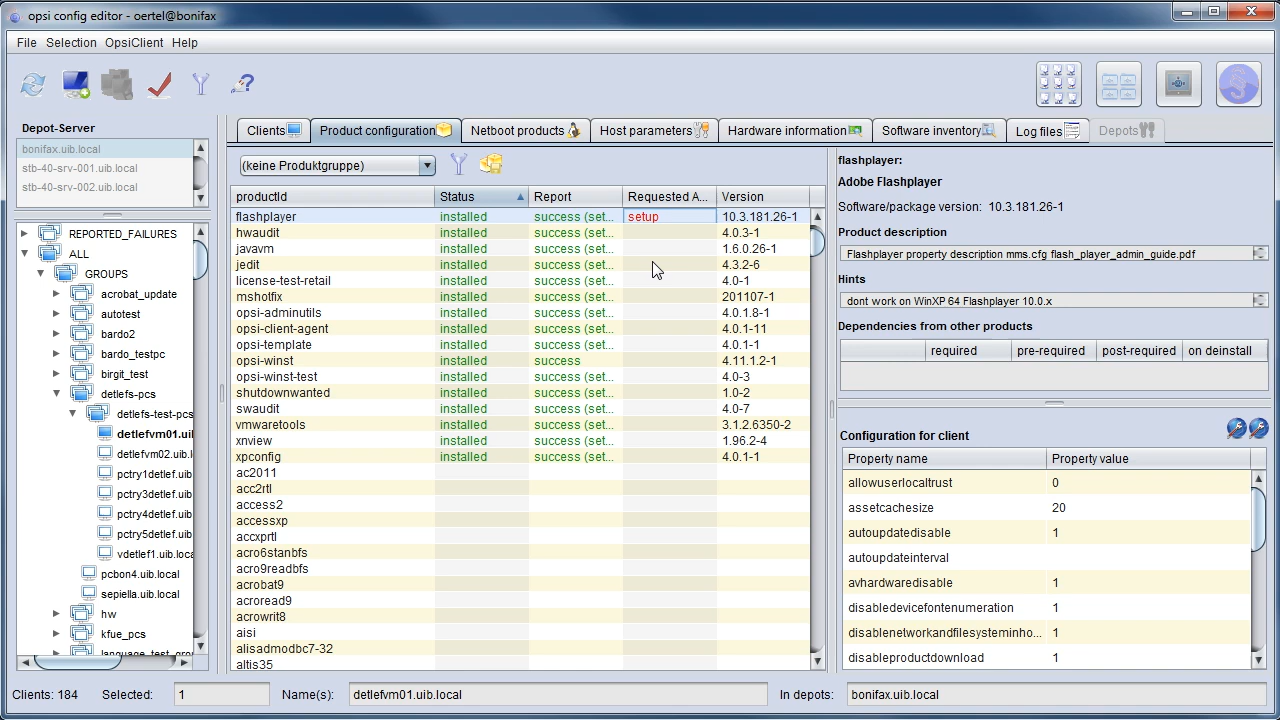 opsi config editor - oertel@bonifax
File Selection OpsiClient Help
Depot-Server
bonifax.uib.local
stb-40-srv-001.uib.local
stb-40-srv-002.uib.local
REPORTED_FAILURES
ALL
GROUPS
acrobat_update
autotest
bardo2
bardo_testpc
birgit_test
detlefs-pcs
detlefs-test-pcs
detlefvm01.ui
detlefvm02.
pctry1detlef.uib
pctry3detlef.uib
pctry4detlef.uib
pctry5detlef.uib
vdetlef1.uib.loca
pcbon4.uib.local
sepiella.uib.local
hw
kfue_pcs
Clients Product configuration Netboot products Host parameters Hardware information Software inventory Log files Depots
(keine Produktgruppe)
productId Status Report Requested A... Version
flashplayer installed success (set... setup 10.3.181.26-1
hwaudit installed success (set... 4.0.3-1
javavm installed success (set... 1.6.0.26-1
jedit installed success (set... 4.3.2-6
license-test-retail installed success (set... 4.0-1
mshotfix installed success (set... 201107-1
opsi-adminutils installed success (set... 4.0.1.8-1
opsi-client-agent installed success (set... 4.0.1-11
opsi-template installed success (set... 4.0.1-1
opsi-winst installed success 4.11.1.2-1
opsi-winst-test installed success (set... 4.0-3
shutdownwanted installed success (set... 1.0-2
swaudit installed success (set... 4.0-7
vmwaretools installed success (set... 3.1.2.6350-2
xnview installed success (set... 1.96.2-4
xpconfig installed success (set... 4.0.1-1
ac2011
acc2rtl
access2
accessxp
accxprtl
acro6stanbfs
acro9readbfs
acrobat9
acroread9
acrowrit8
aisi
alisadmodbc7-32
altis35
flashplayer:
Adobe Flashplayer
Software/package version: 10.3.181.26-1
Product description
Flashplayer property description mms.cfg flash_player_admin_guide.pdf
Hints
dont work on WinXP 64 Flashplayer 10.0.x
Dependencies from other products
required pre-required post-required on deinstall
Configuration for client
Property name Property value
allowuserlocaltrust 0
assetcachesize 20
autoupdatedisable 1
autoupdateinterval
avhardwaredisable 1
disabledevicefontenumeration 1
disablenetworkandfilesysteminho... 1
disableproductdownload 1
Clients: 184 Selected: 1 Name(s): detlefvm01.uib.local In depots: bonifax.uib.local